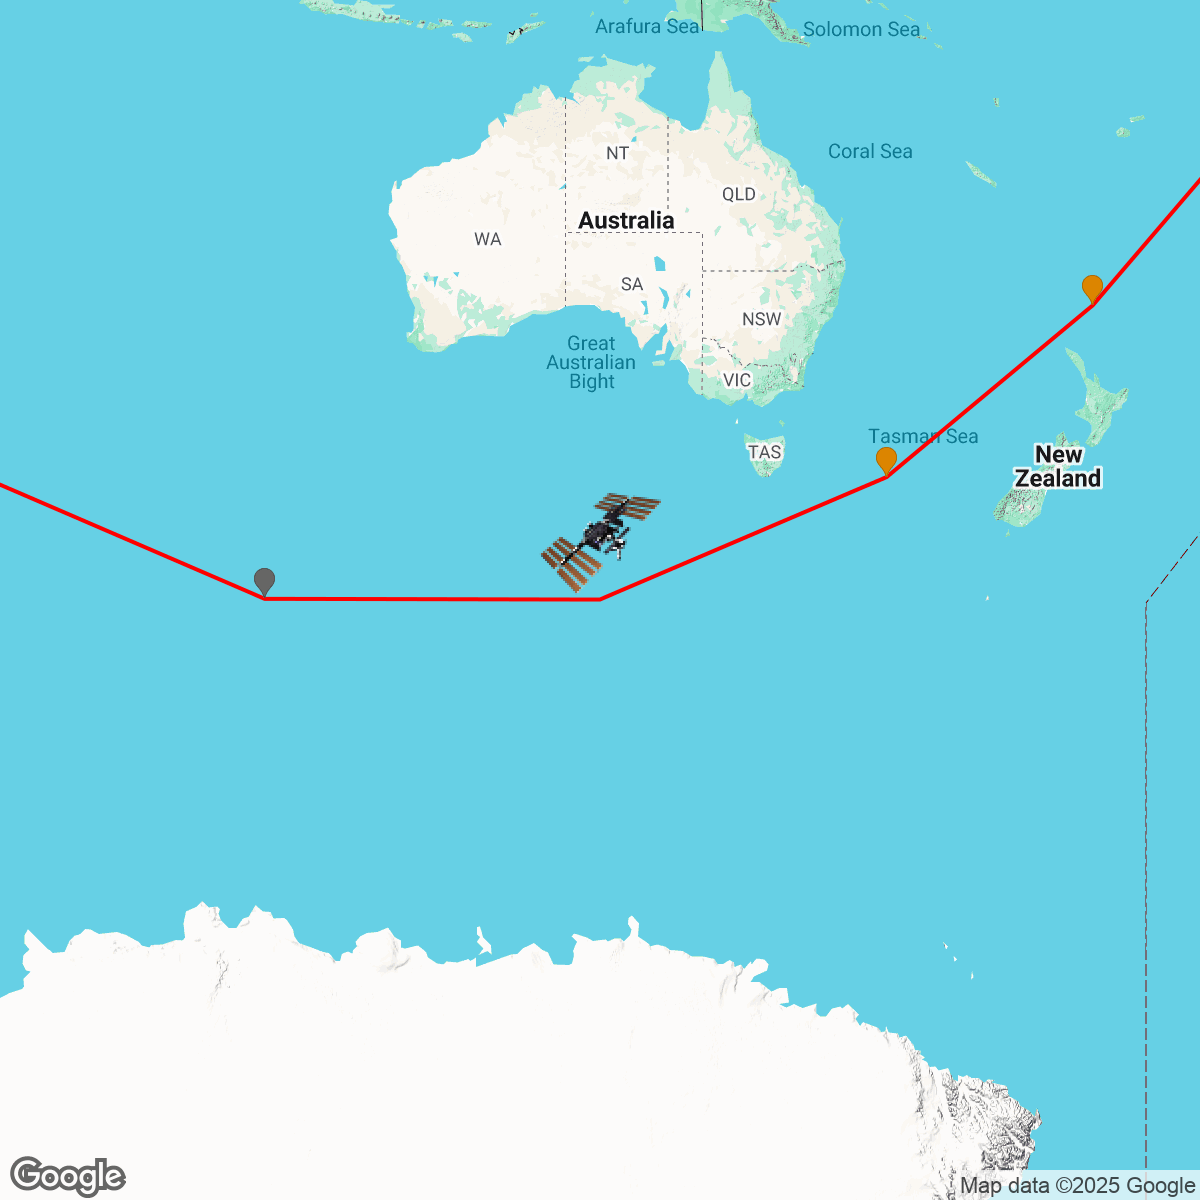 Arafura Sea
Solomon Sea
Coral Sea
NT
QLD
Australia
WA
SA
NSW
Great
Australian
Bight
VIC
Tasman Sea
TAS
New
Zealand
Google
Map data ©2025 Google